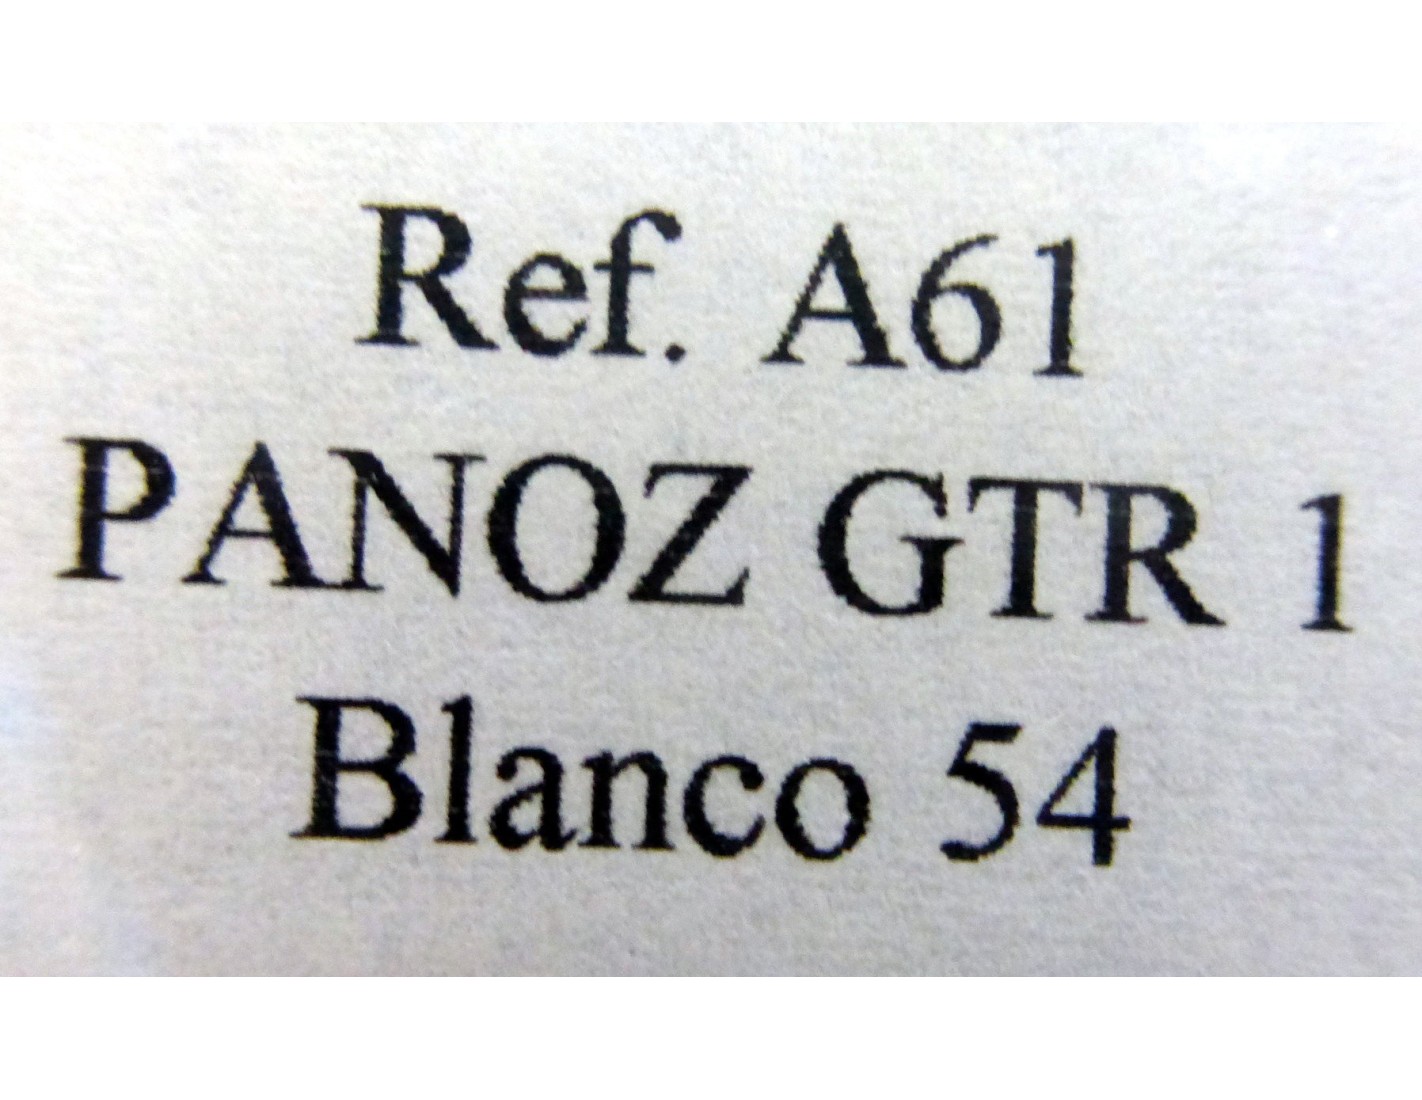 Ref. A61
PANOZ GTR 1
Blanco 54